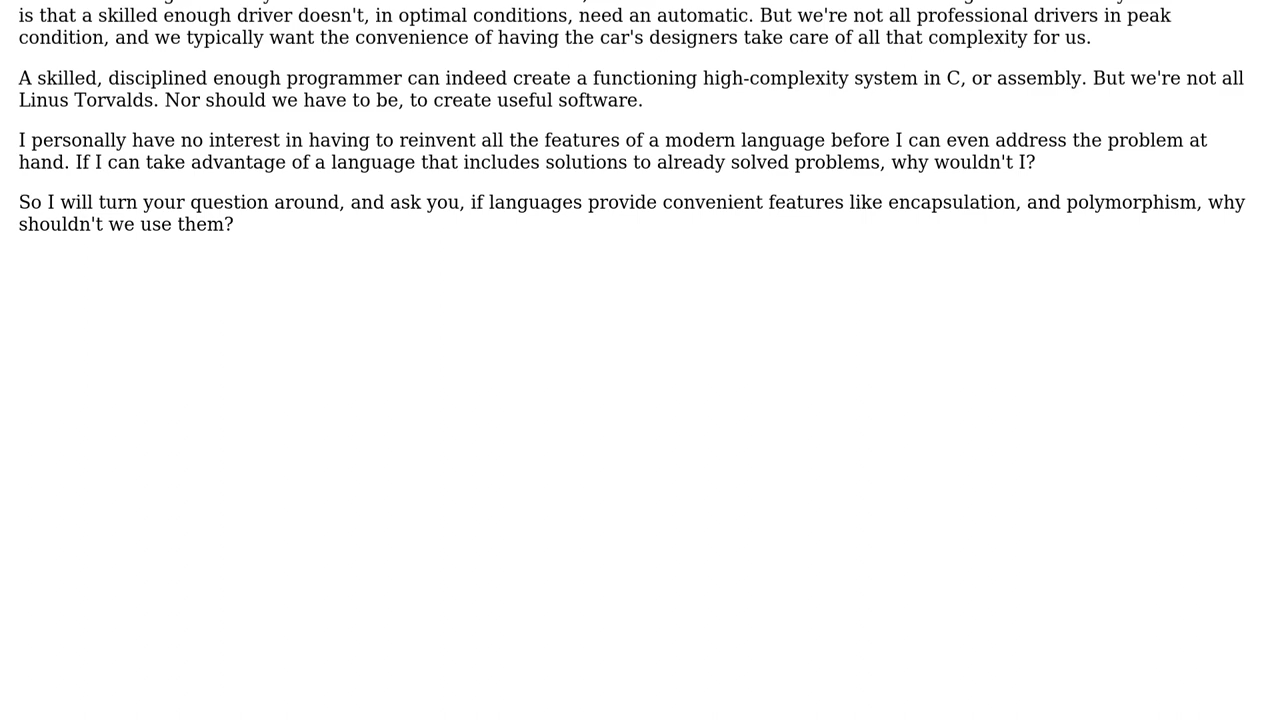 is that a skilled enough driver doesn't, in optimal conditions, need an automatic. But we're not all professional drivers in peak
condition, and we typically want the convenience of having the car's designers take care of all that complexity for us.
A skilled, disciplined enough programmer can indeed create a functioning high-complexity system in C, or assembly. But we're not all
Linus Torvalds. Nor should we have to be, to create useful software.
I personally have no interest in having to reinvent all the features of a modern language before I can even address the problem at
hand. If I can take advantage of a language that includes solutions to already solved problems, why wouldn't I?
So I will turn your question around, and ask you, if languages provide convenient features like encapsulation, and polymorphism, why
shouldn't we use them?